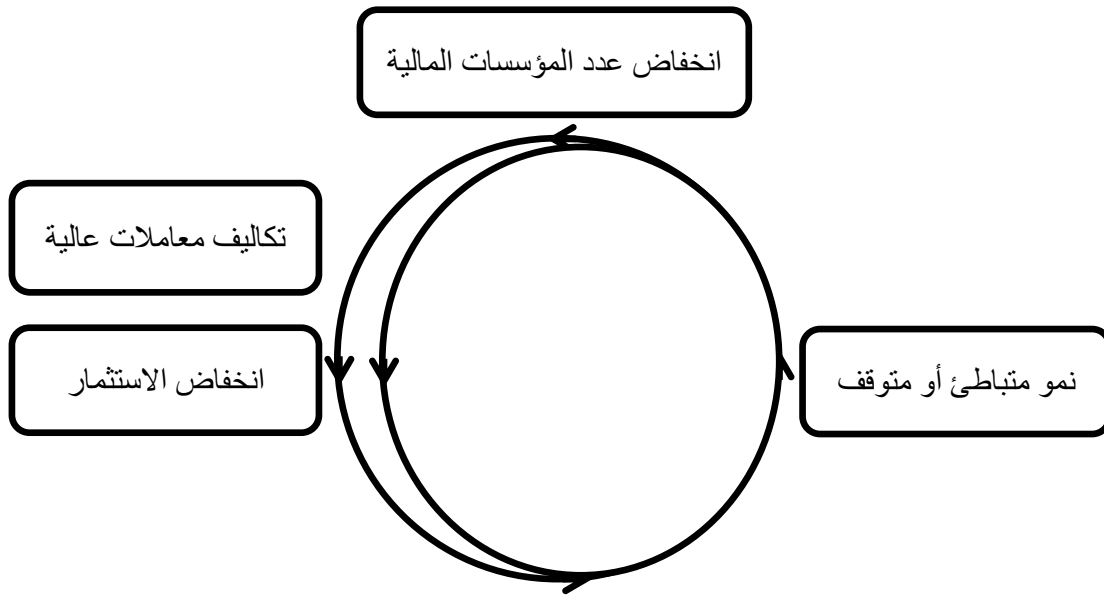 انخفاض عدد المؤسسات المالية
تكاليف معاملات عالية
انخفاض الاستثمار
نمو متباطئ أو متوقف